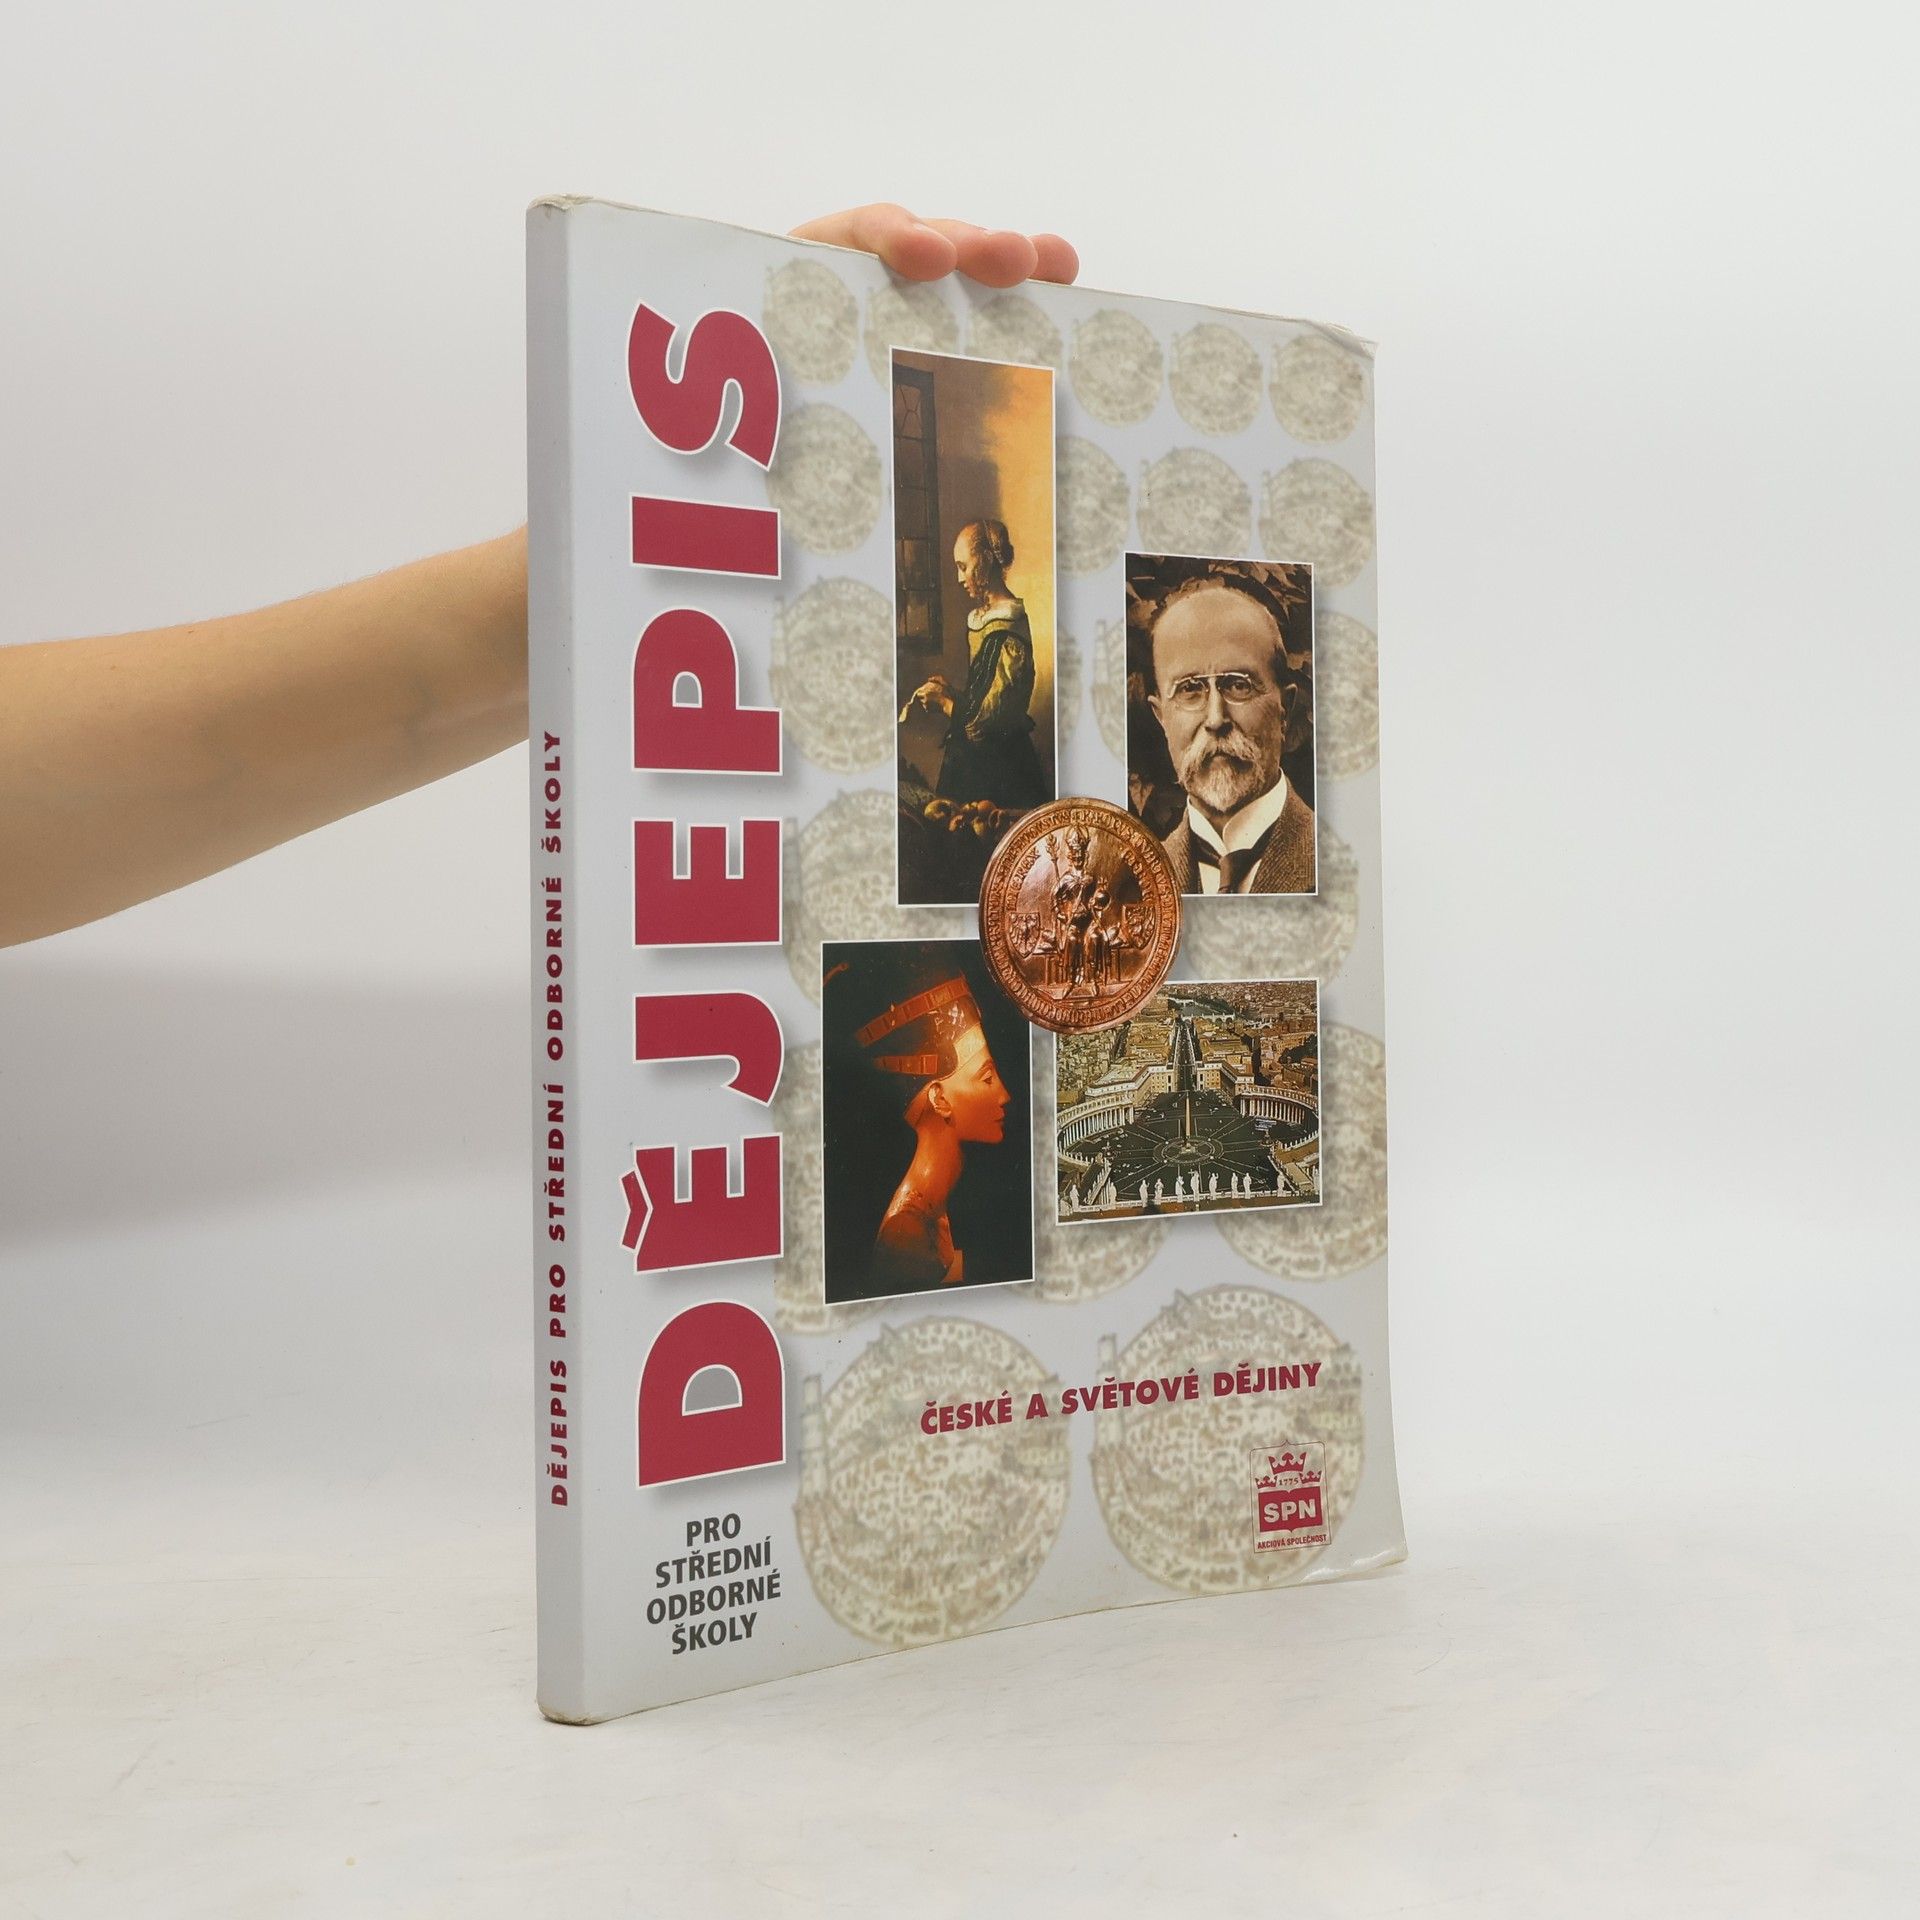 DĚJEPIS PRO STŘEDNÍ ODBORNÉ ŠKOLY
DĚJEPIS
PRO
STŘEDNÍ
ODBORNÉ
ŠKOLY
ČESKÉ A SVĚTOVÉ DĚJINY
1775
SPN
AKCIOVÁ SPOLEČNOST